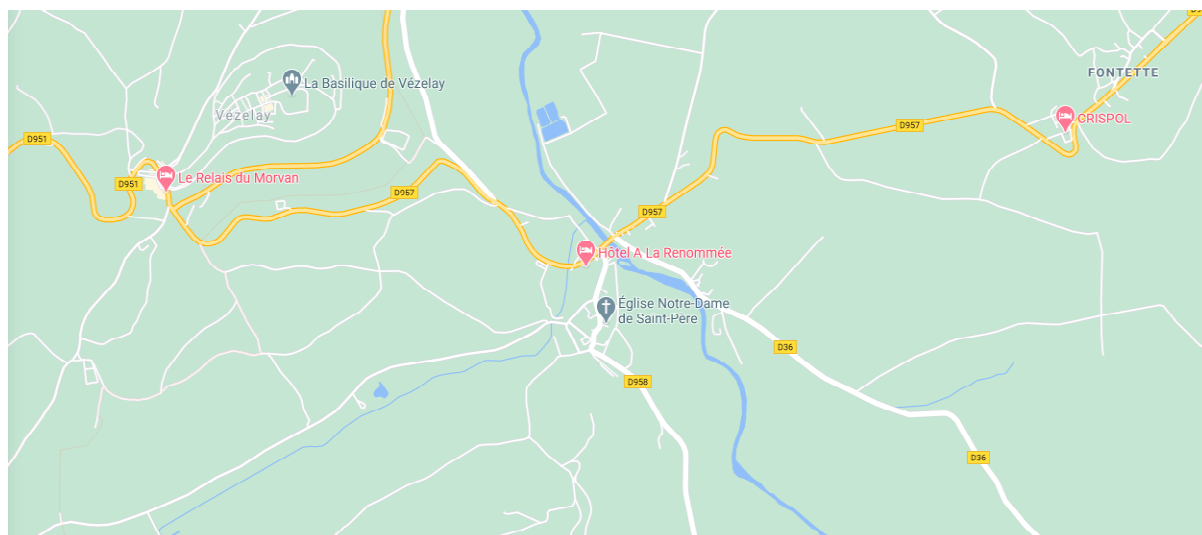 D9
FONTETTE
La Basilique de Vézelay
Vézelay
CRISPOL
D957
D951
Le Relais du Morvan
D951
D957
D957
Hôtel A La Renommée
Église Notre-Dame
de Saint-Père
D36
D958
D36